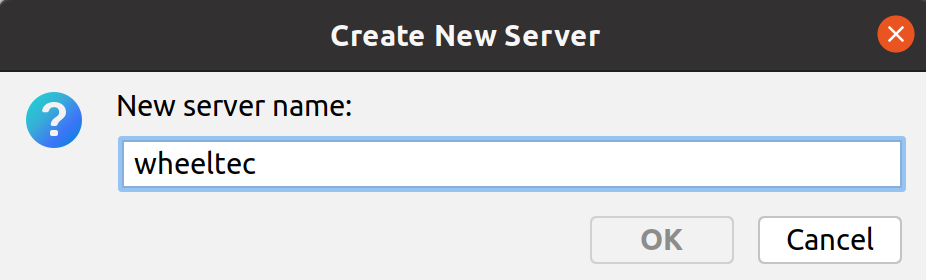 Create New Server
New server name:
wheeltec
OK
Cancel